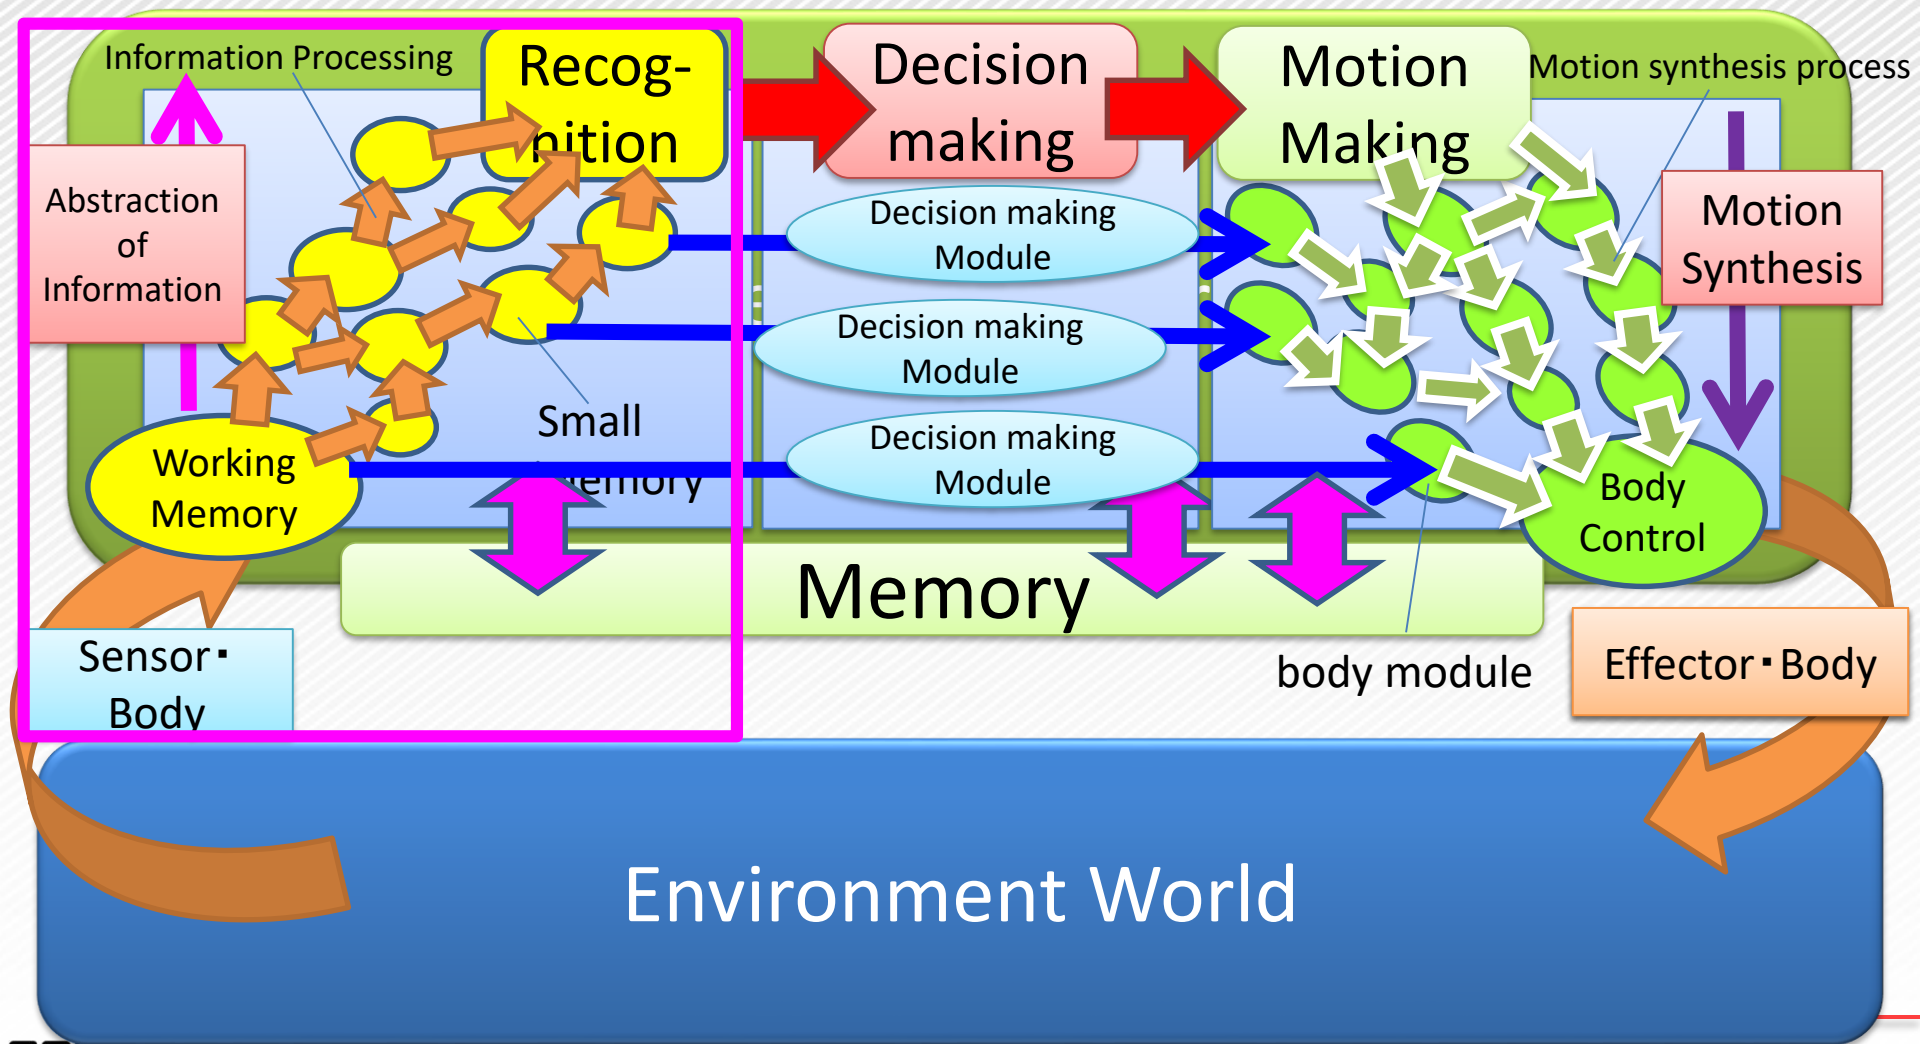 Information Processing
Recog-
nition
Decision
making
Motion
Making
Motion synthesis process
Abstraction
of
Information
Decision making
Module
Motion
Synthesis
Decision making
Module
Small
memory
Decision making
Module
Working
Memory
Body
Control
Memory
Sensor・
Body
body module
Effector・Body
Environment World